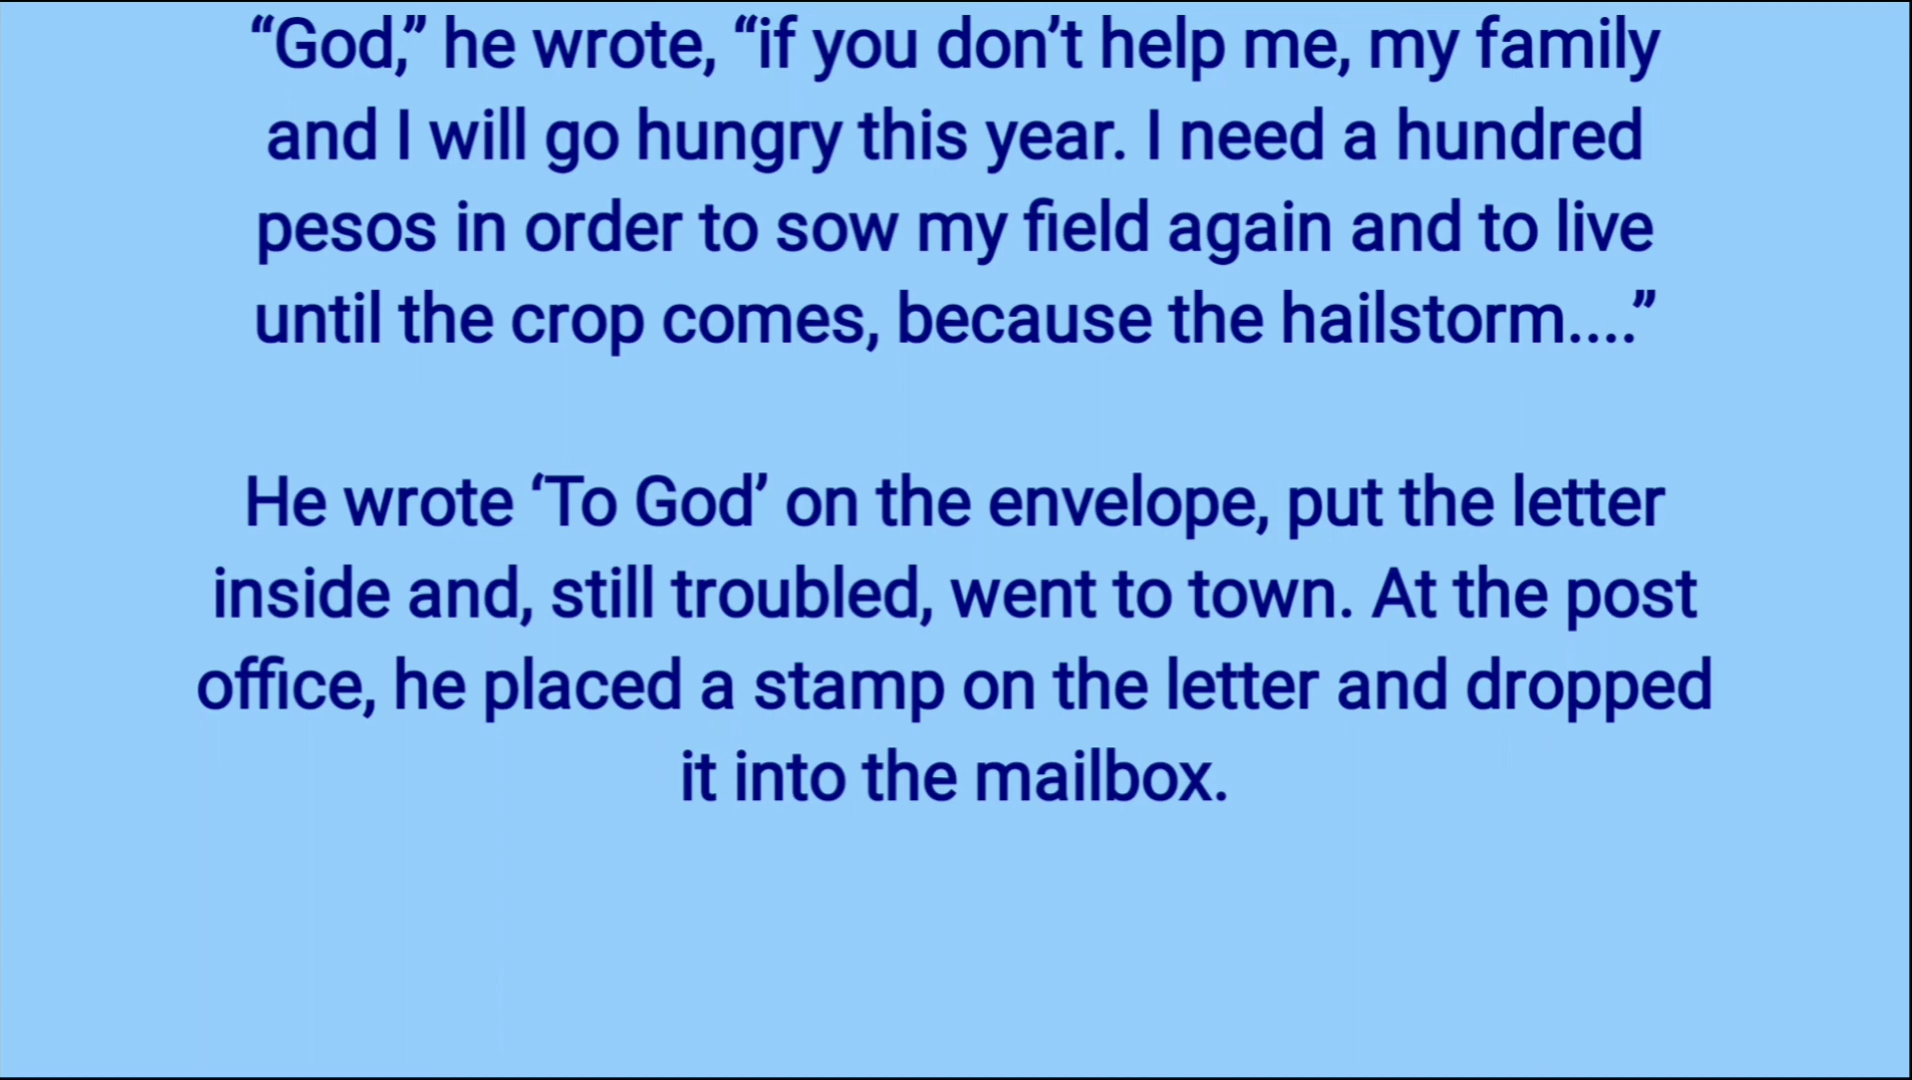 “God,” he wrote, “if you don’t help me, my family
and I will go hungry this year. I need a hundred
pesos in order to sow my field again and to live
until the crop comes, because the hailstorm....”
He wrote ‘To God’ on the envelope, put the letter
inside and, still troubled, went to town. At the post
office, he placed a stamp on the letter and dropped
it into the mailbox.